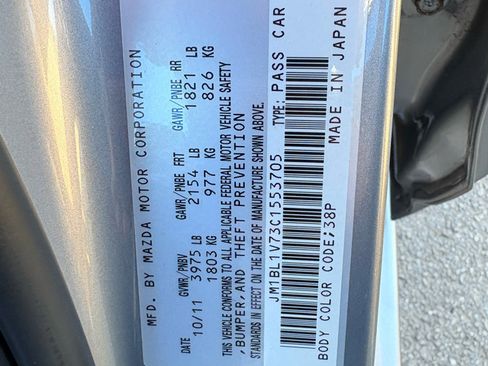 MFD. BY MAZDA MOTOR CORPORATION
DATE GVWR/PNBV GAWR/PNBE FRT GAWR/PNBE RR
10/11 3975 LB 2154 LB 1821 LB
1803 KG 977 KG 826 KG
THIS VEHICLE CONFORMS TO ALL APPLICABLE FEDERAL MOTOR VEHICLE SAFETY
,BUMPER,AND THEFT PREVENTION
STANDARDS IN EFFECT ON THE DATE OF MANUFACTURE SHOWN ABOVE.
JM1BL1V73C1553705 TYPE: PASS CAR
BODY COLOR CODE;38P MADE IN JAPAN